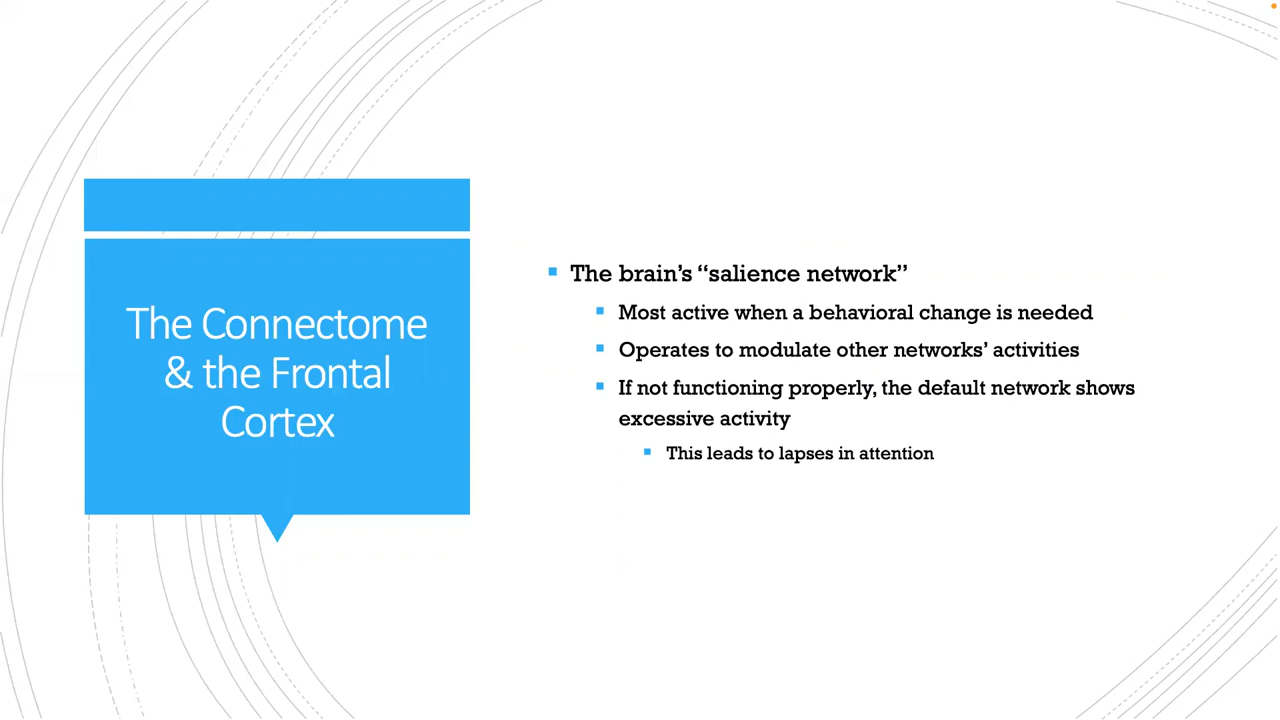 The Connectome
& the Frontal
Cortex
The brain’s “salience network”
Most active when a behavioral change is needed
Operates to modulate other networks’ activities
If not functioning properly, the default network shows
excessive activity
This leads to lapses in attention